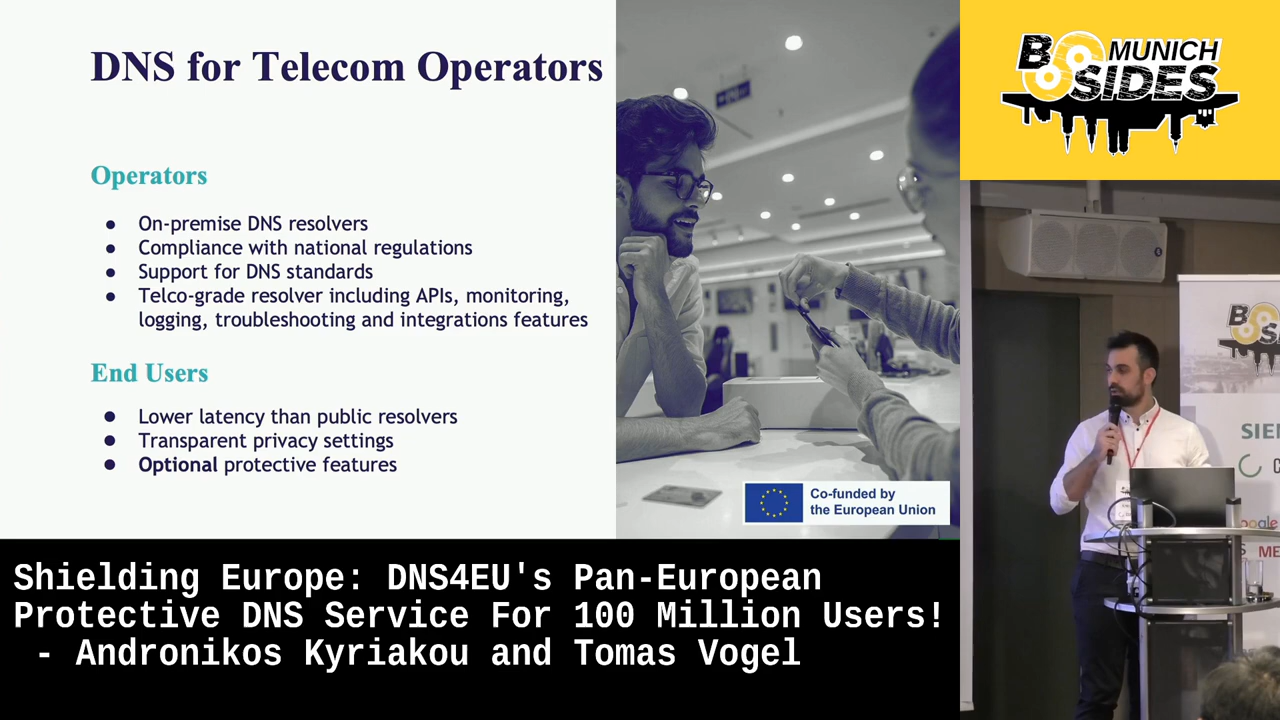 DNS for Telecom Operators
Operators
● On-premise DNS resolvers
● Compliance with national regulations
● Support for DNS standards
● Telco-grade resolver including APIs, monitoring,
logging, troubleshooting and integrations features
End Users
● Lower latency than public resolvers
● Transparent privacy settings
● Optional protective features
Co-funded by
the European Union
BSIDES MUNICH
SIE
Shielding Europe: DNS4EU's Pan-European
Protective DNS Service For 100 Million Users!
- Andronikos Kyriakou and Tomas Vogel